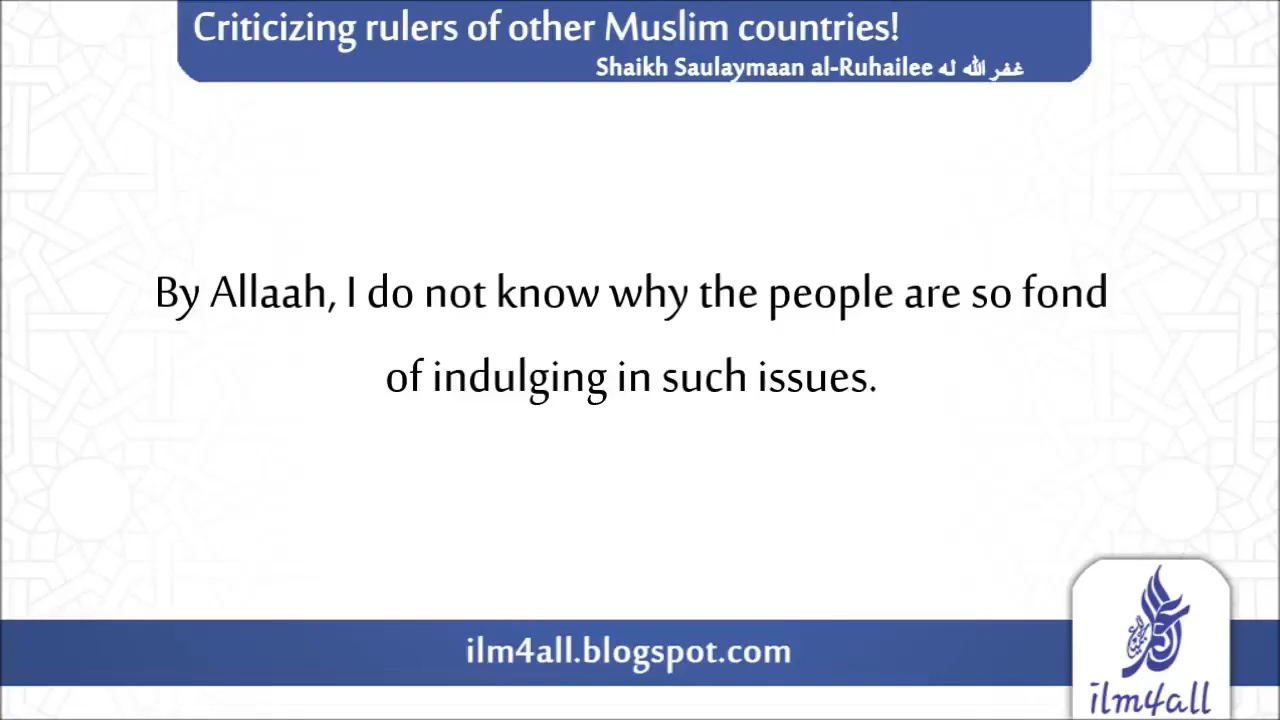 Criticizing rulers of other Muslim countries!
Shaikh Saulaymaan al-Ruhailee غفر الله له
By Allaah, I do not know why the people are so fond
of indulging in such issues.
ilm4all.blogspot.com
ilm4all